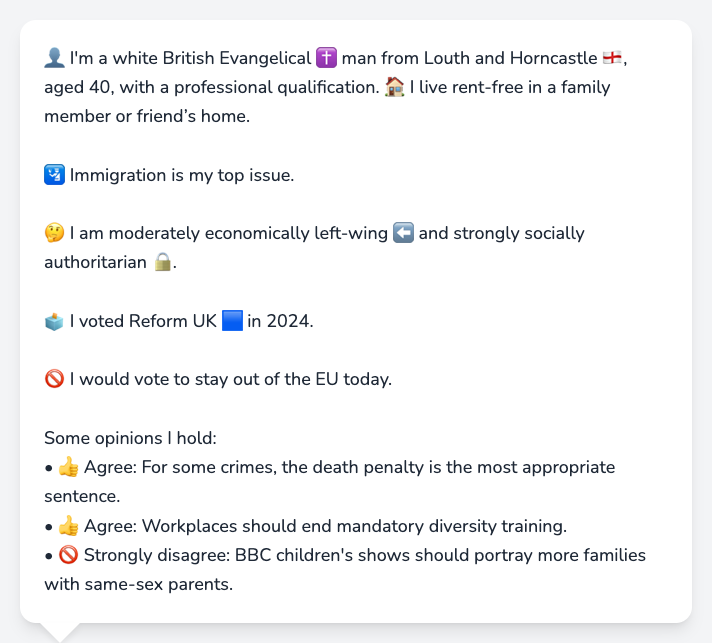 👤 I'm a white British Evangelical ✝️ man from Louth and Horncastle 🏴󠁧󠁢󠁥󠁮󠁧󠁿,
aged 40, with a professional qualification. 🏠 I live rent-free in a family
member or friend’s home.
🛂 Immigration is my top issue.
🤔 I am moderately economically left-wing ⬅️ and strongly socially
authoritarian 🔒.
🗳️ I voted Reform UK 🟦 in 2024.
🚫 I would vote to stay out of the EU today.
Some opinions I hold:
• 👍 Agree: For some crimes, the death penalty is the most appropriate
sentence.
• 👍 Agree: Workplaces should end mandatory diversity training.
• 🚫 Strongly disagree: BBC children's shows should portray more families
with same-sex parents.